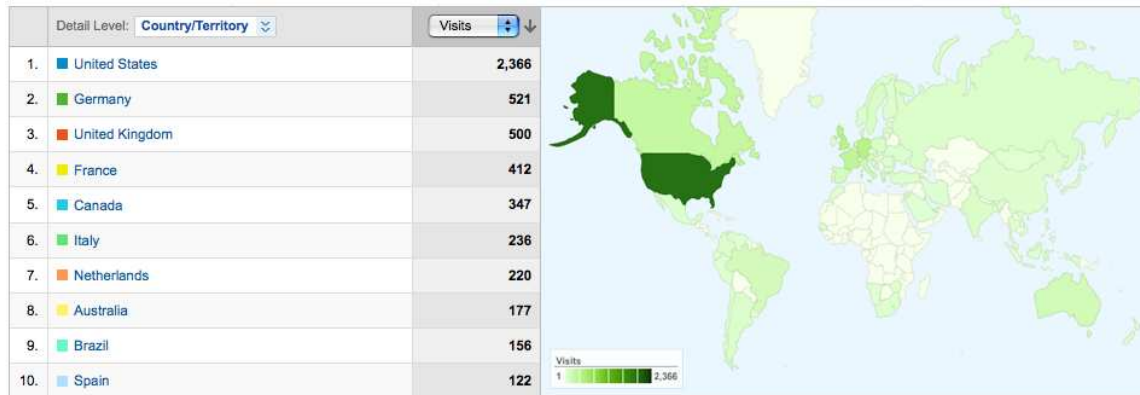 Detail Level: Country/Territory Visits
1. United States 2,366
2. Germany 521
3. United Kingdom 500
4. France 412
5. Canada 347
6. Italy 236
7. Netherlands 220
8. Australia 177
9. Brazil 156
10. Spain 122
Visits
1 2,366